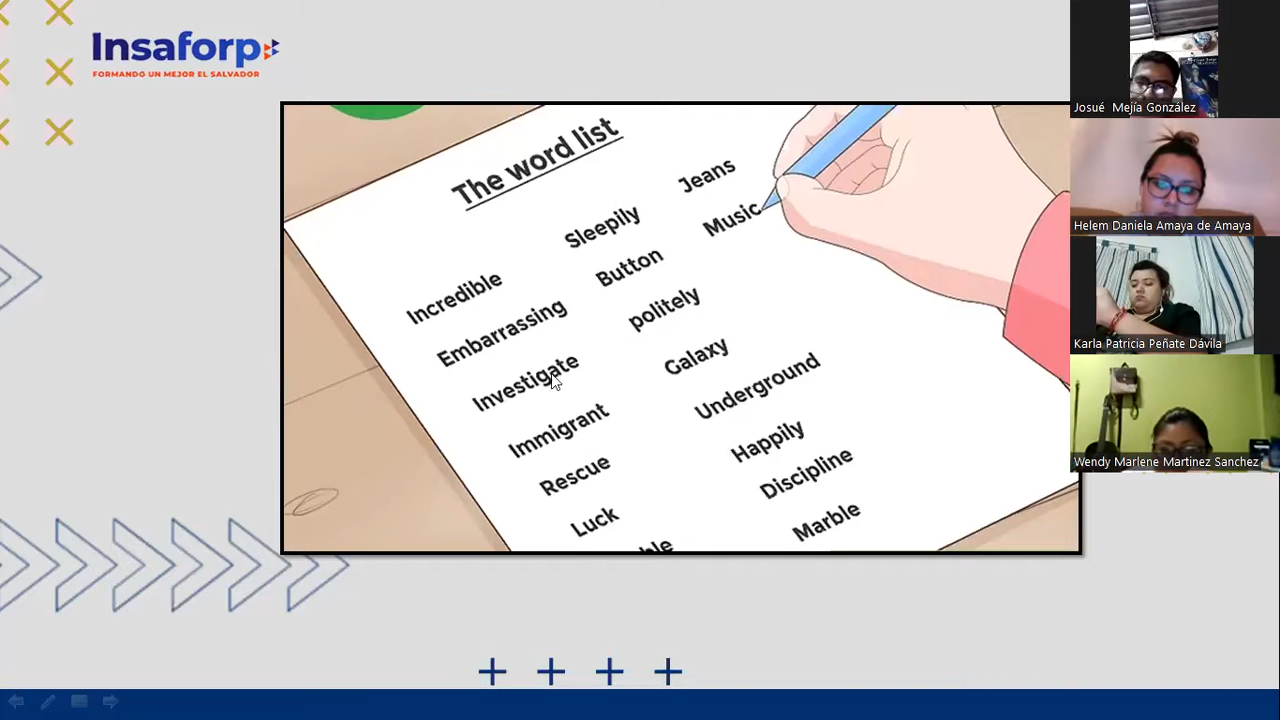 Insaforp
FORMANDO UN MEJOR EL SALVADOR
The word list
Incredible
Embarrassing
Investigate
Immigrant
Rescue
Luck
Sleepily
Button
politely
Galaxy
Underground
Happily
Discipline
Marble
Jeans
Music
Josué Mejía González
Helem Daniela Amaya de Amaya
Karla Patricia Peñate Dávila
Wendy Marlene Martinez Sanchez